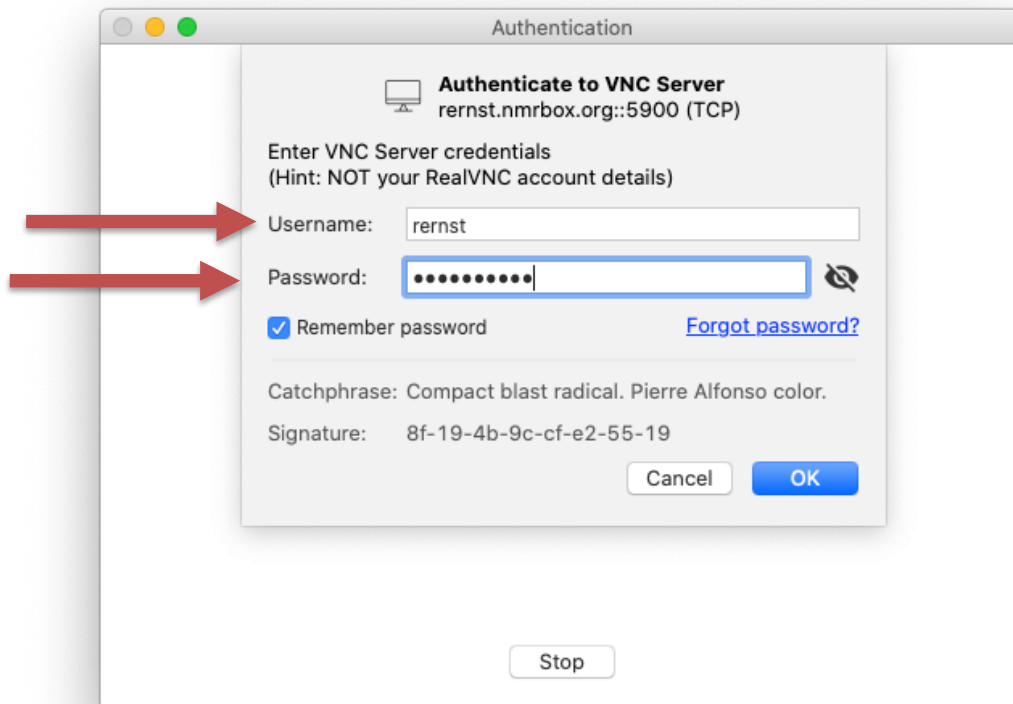 Authentication
Authenticate to VNC Server
rernst.nmrbox.org::5900 (TCP)
Enter VNC Server credentials
(Hint: NOT your RealVNC account details)
Username: rernst
Password: ••••••••••
Remember password Forgot password?
Catchphrase: Compact blast radical. Pierre Alfonso color.
Signature: 8f-19-4b-9c-cf-e2-55-19
Cancel OK
Stop